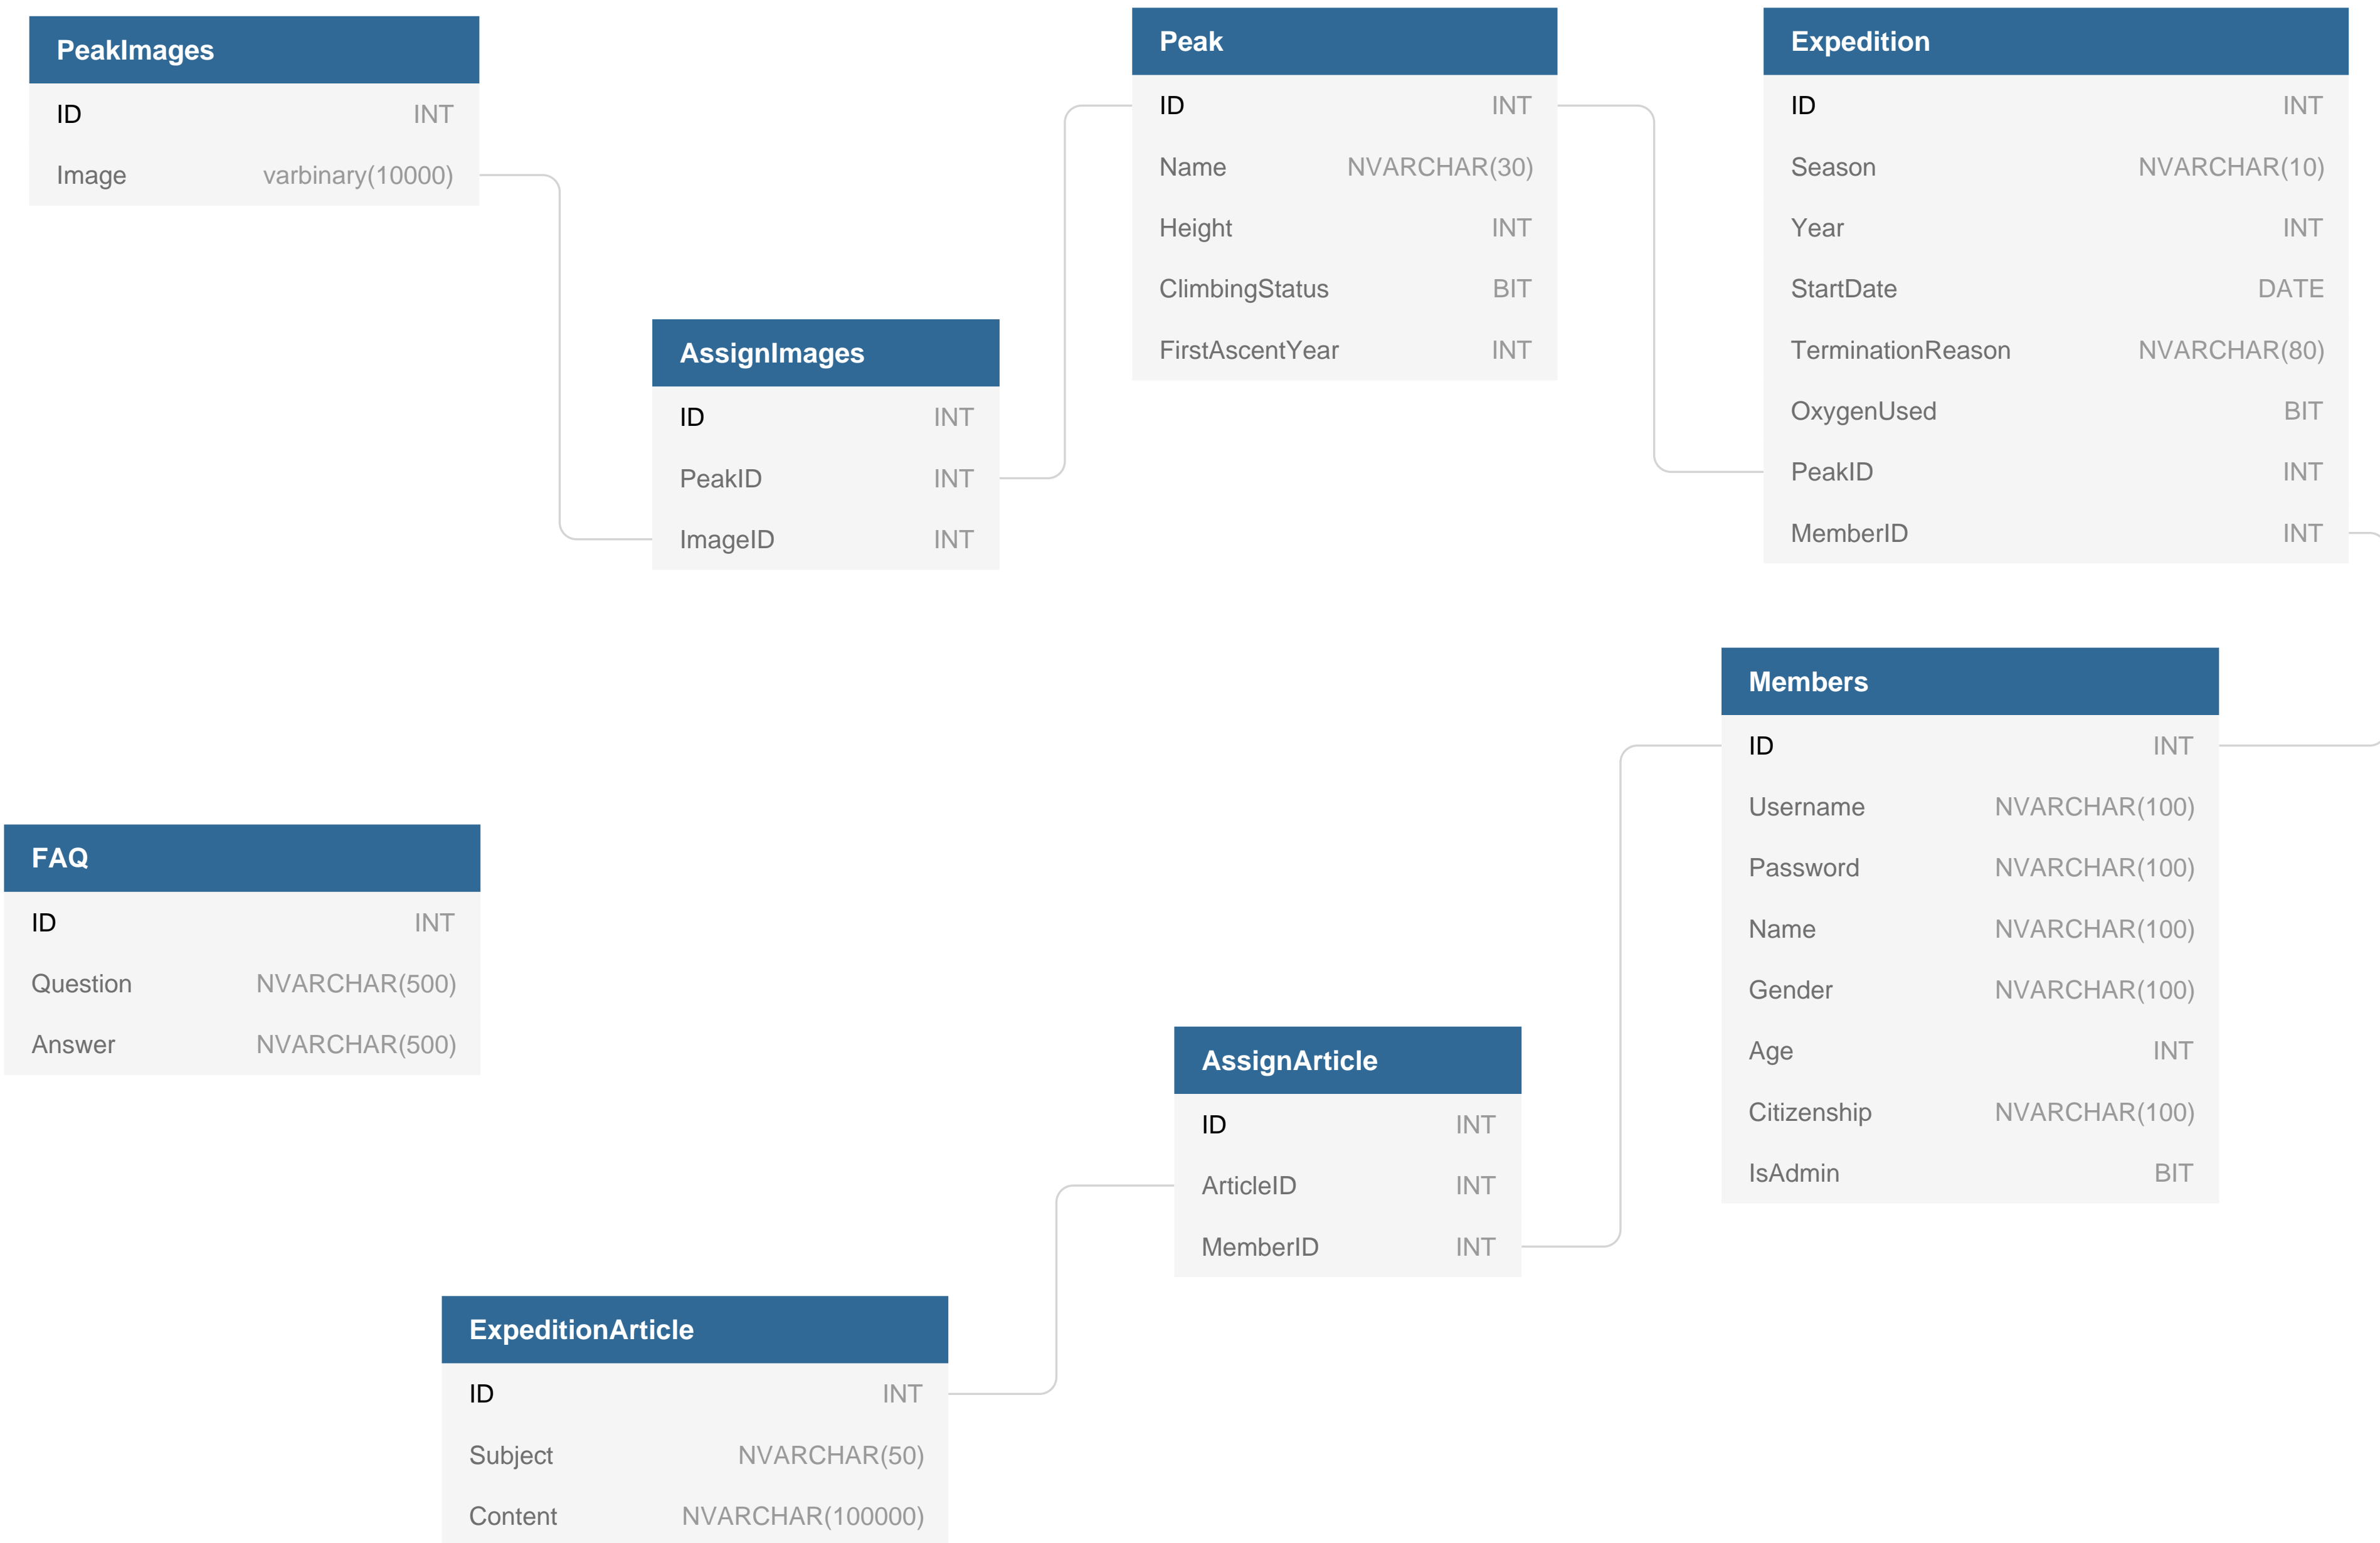 PeakImages
ID INT
Image varbinary(10000)
Peak
ID INT
Name NVARCHAR(30)
Height INT
ClimbingStatus BIT
FirstAscentYear INT
Expedition
ID INT
Season NVARCHAR(10)
Year INT
StartDate DATE
TerminationReason NVARCHAR(80)
OxygenUsed BIT
PeakID INT
MemberID INT
AssignImages
ID INT
PeakID INT
ImageID INT
Members
ID INT
Username NVARCHAR(100)
Password NVARCHAR(100)
Name NVARCHAR(100)
Gender NVARCHAR(100)
Age INT
Citizenship NVARCHAR(100)
IsAdmin BIT
FAQ
ID INT
Question NVARCHAR(500)
Answer NVARCHAR(500)
AssignArticle
ID INT
ArticleID INT
MemberID INT
ExpeditionArticle
ID INT
Subject NVARCHAR(50)
Content NVARCHAR(100000)